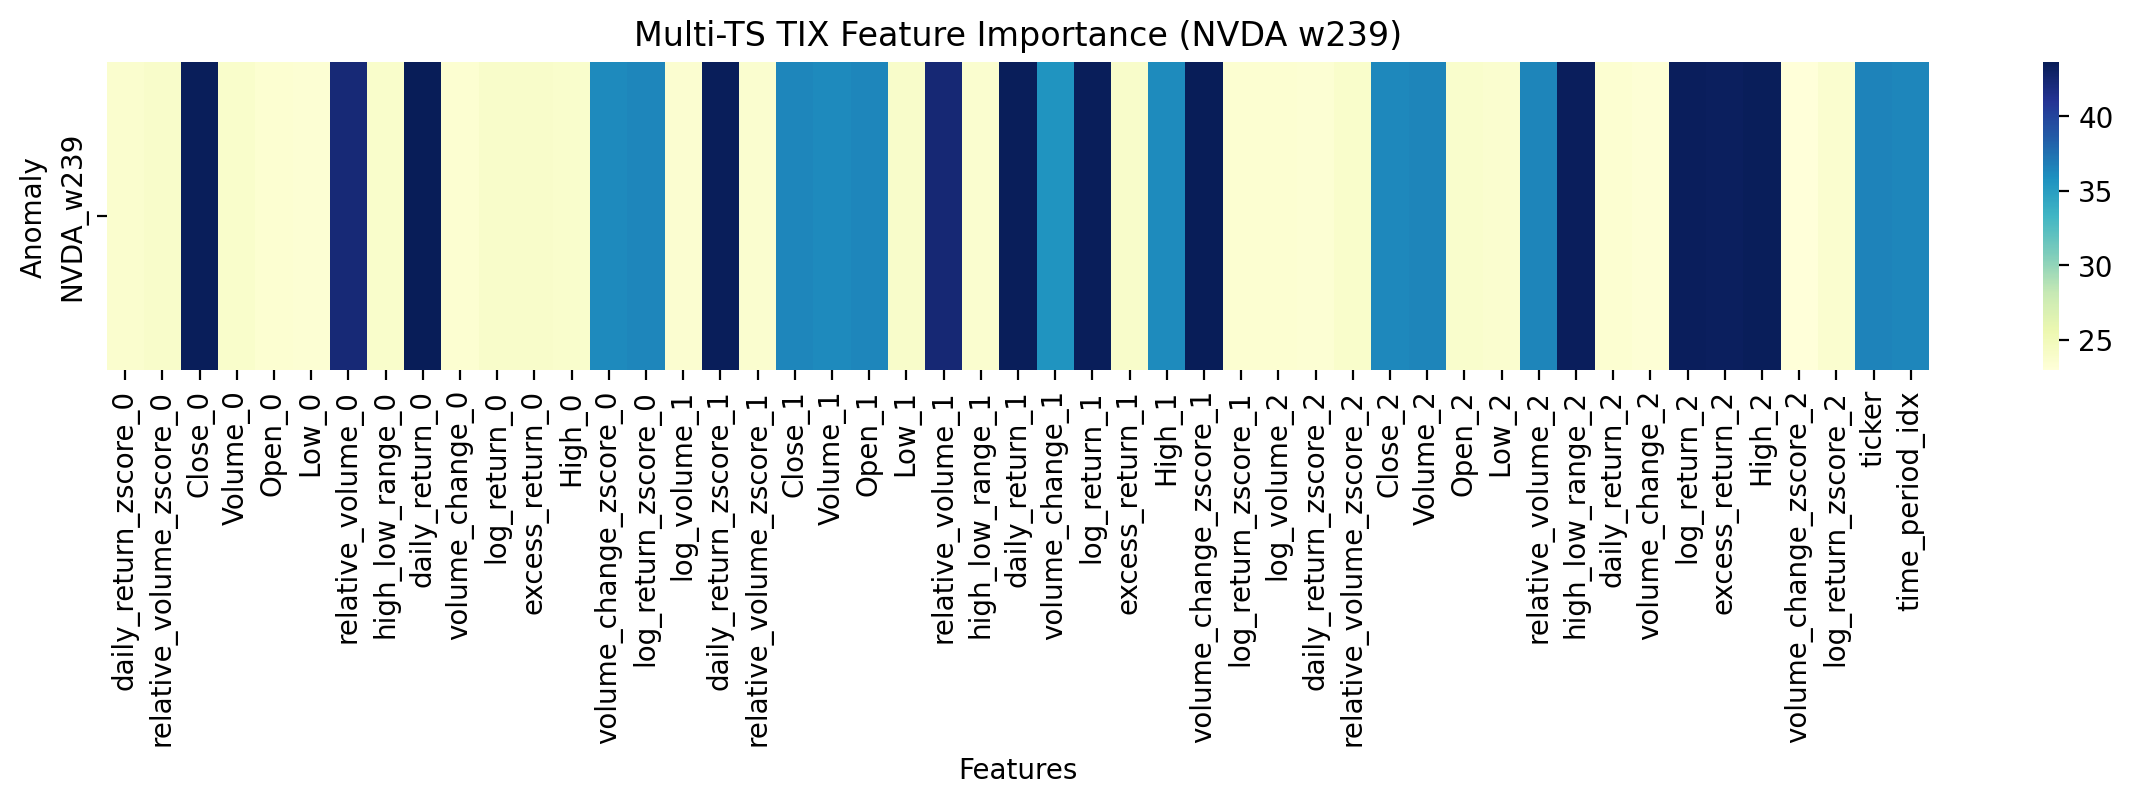 Multi-TS TIX Feature Importance (NVDA w239)
Anomaly
NVDA_w239
40
35
30
25
daily_return_zscore_0
relative_volume_zscore_0
Close_0
Volume_0
Open_0
Low_0
relative_volume_0
high_low_range_0
daily_return_0
volume_change_0
log_return_0
excess_return_0
High_0
volume_change_zscore_0
log_return_zscore_0
log_volume_1
daily_return_zscore_1
relative_volume_zscore_1
Close_1
Volume_1
Open_1
Low_1
relative_volume_1
high_low_range_1
daily_return_1
volume_change_1
log_return_1
excess_return_1
High_1
volume_change_zscore_1
log_return_zscore_1
log_volume_2
daily_return_zscore_2
relative_volume_zscore_2
Close_2
Volume_2
Open_2
Low_2
relative_volume_2
high_low_range_2
daily_return_2
volume_change_2
log_return_2
excess_return_2
High_2
volume_change_zscore_2
log_return_zscore_2
ticker
time_period_idx
Features